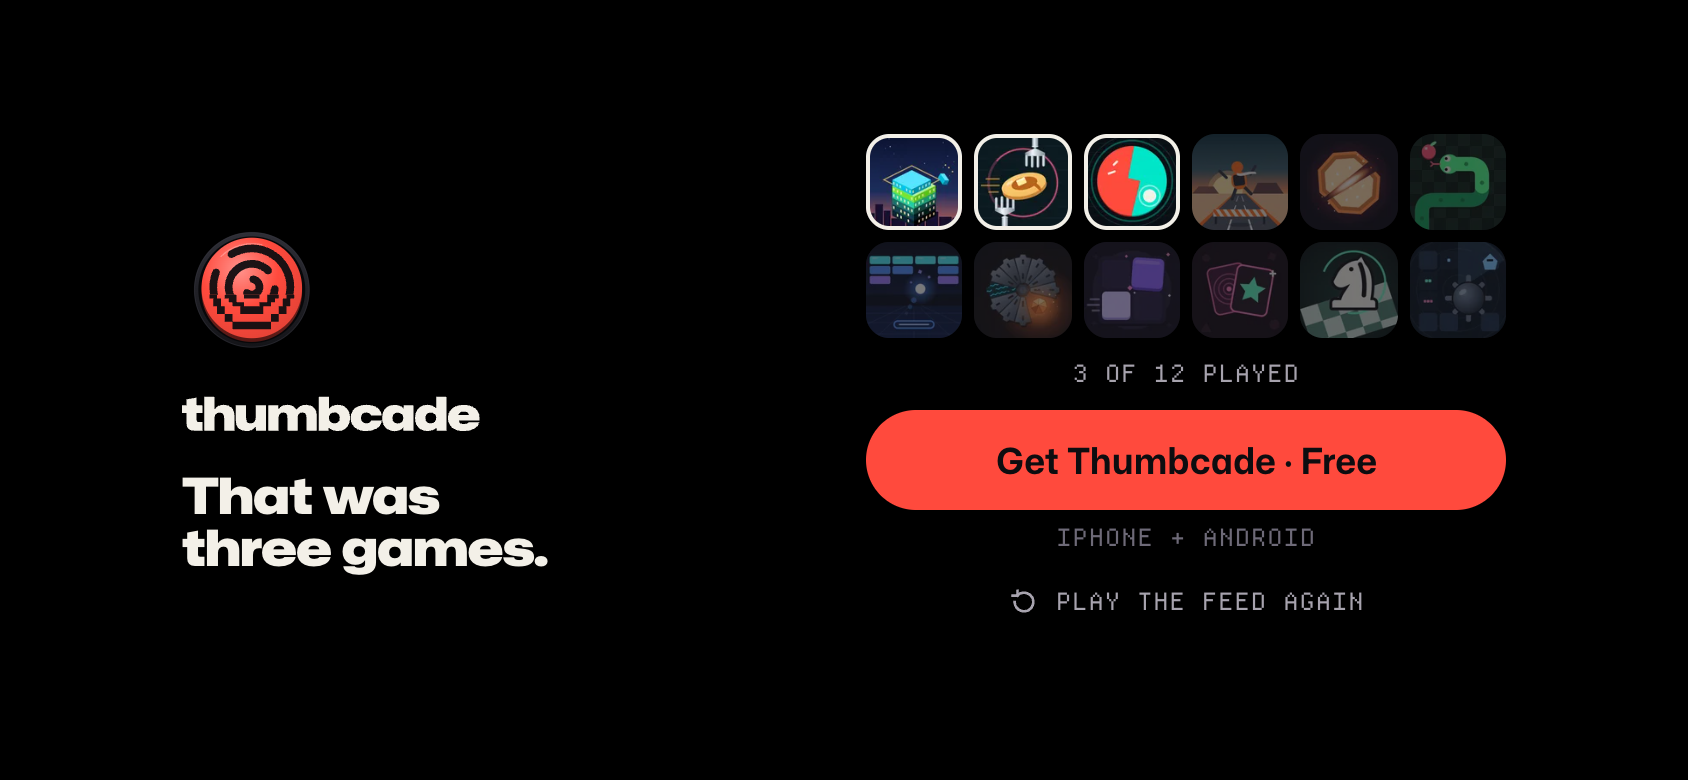 thumbcade
That was
three games.
3 OF 12 PLAYED
Get Thumbcade · Free
IPHONE + ANDROID
PLAY THE FEED AGAIN